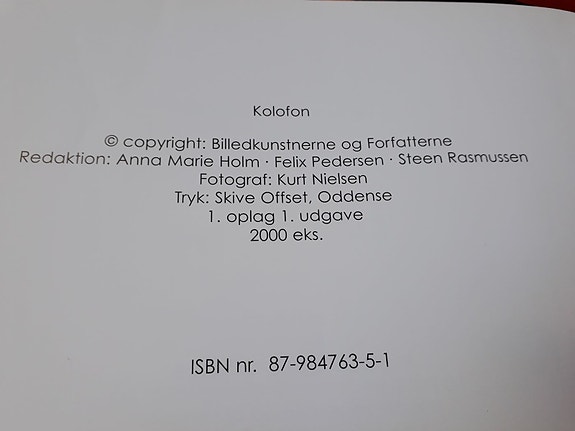 Kolofon
© copyright: Billedkunstnerne og Forfatterne
Redaktion: Anna Marie Holm · Felix Pedersen · Steen Rasmussen
Fotograf: Kurt Nielsen
Tryk: Skive Offset, Oddense
1. oplag 1. udgave
2000 eks.
ISBN nr. 87-984763-5-1